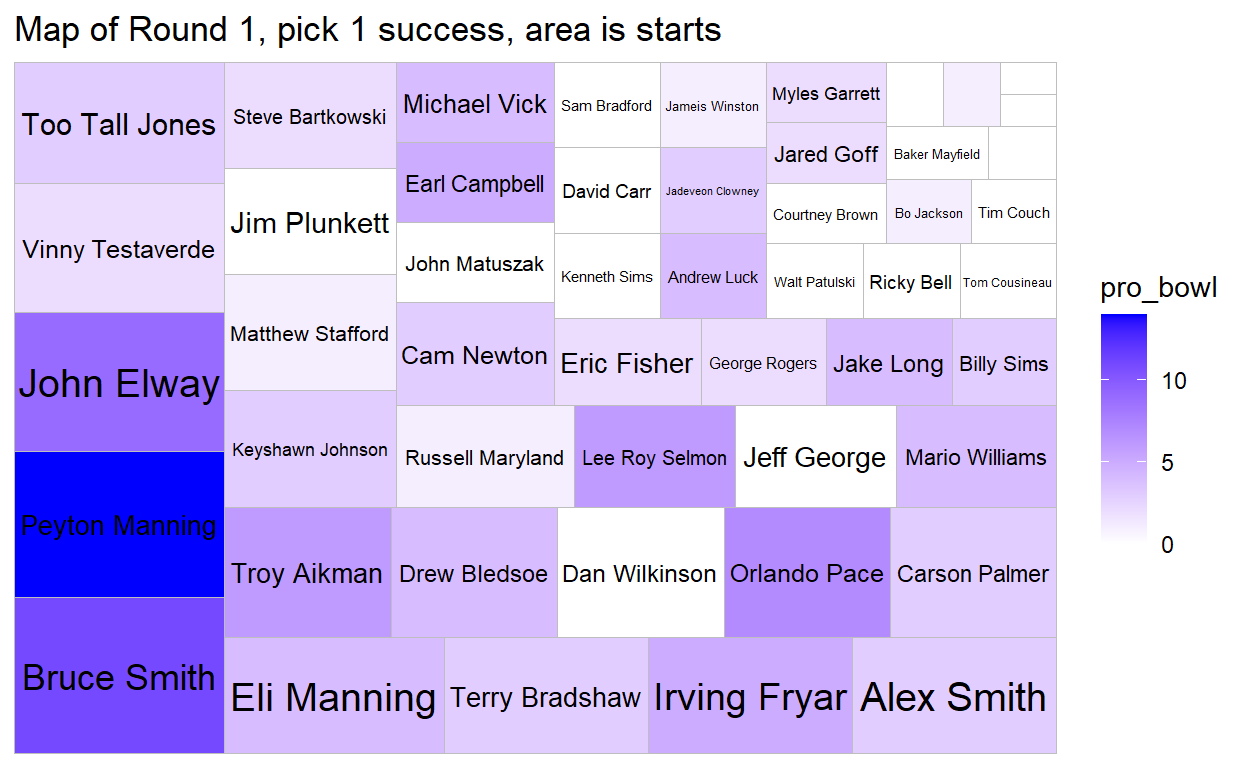 Map of Round 1, pick 1 success, area is starts
Too Tall Jones
Vinny Testaverde
John Elway
Peyton Manning
Bruce Smith
Steve Bartkowski
Jim Plunkett
Matthew Stafford
Keyshawn Johnson
Troy Aikman
Drew Bledsoe
Dan Wilkinson
Orlando Pace
Carson Palmer
Eli Manning
Terry Bradshaw
Irving Fryar
Alex Smith
Michael Vick
Earl Campbell
John Matuszak
Cam Newton
Russell Maryland
Lee Roy Selmon
Jeff George
Mario Williams
Sam Bradford
David Carr
Kenneth Sims
Eric Fisher
George Rogers
Jake Long
Billy Sims
Jameis Winston
Jadeveon Clowney
Andrew Luck
Myles Garrett
Jared Goff
Courtney Brown
Walt Patulski
Ricky Bell
Tom Cousineau
Baker Mayfield
Bo Jackson
Tim Couch
pro_bowl
10
5
0